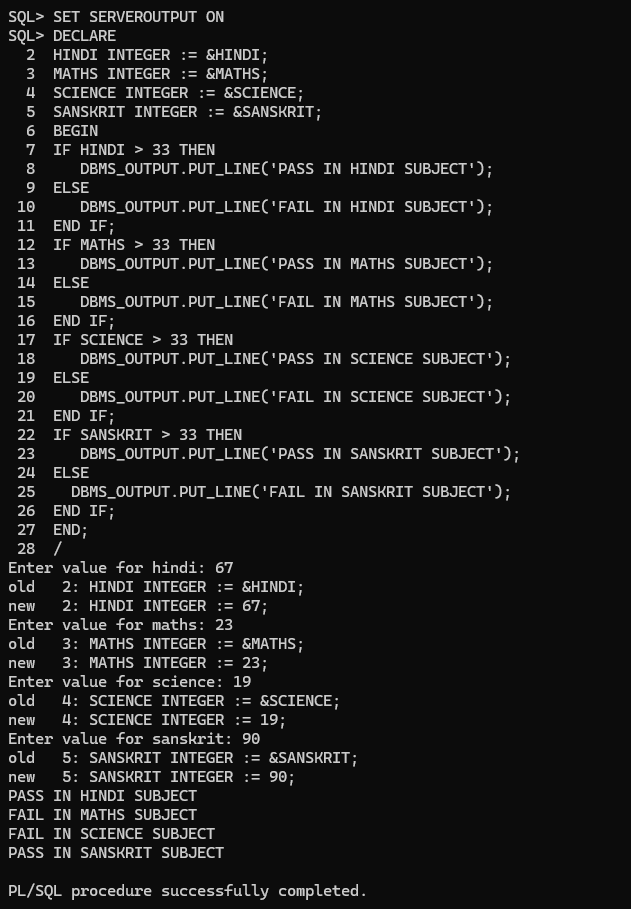 SQL> SET SERVEROUTPUT ON
SQL> DECLARE
  2  HINDI INTEGER := &HINDI;
  3  MATHS INTEGER := &MATHS;
  4  SCIENCE INTEGER := &SCIENCE;
  5  SANSKRIT INTEGER := &SANSKRIT;
  6  BEGIN
  7  IF HINDI > 33 THEN
  8     DBMS_OUTPUT.PUT_LINE('PASS IN HINDI SUBJECT');
  9  ELSE
 10     DBMS_OUTPUT.PUT_LINE('FAIL IN HINDI SUBJECT');
 11  END IF;
 12  IF MATHS > 33 THEN
 13     DBMS_OUTPUT.PUT_LINE('PASS IN MATHS SUBJECT');
 14  ELSE
 15     DBMS_OUTPUT.PUT_LINE('FAIL IN MATHS SUBJECT');
 16  END IF;
 17  IF SCIENCE > 33 THEN
 18     DBMS_OUTPUT.PUT_LINE('PASS IN SCIENCE SUBJECT');
 19  ELSE
 20     DBMS_OUTPUT.PUT_LINE('FAIL IN SCIENCE SUBJECT');
 21  END IF;
 22  IF SANSKRIT > 33 THEN
 23     DBMS_OUTPUT.PUT_LINE('PASS IN SANSKRIT SUBJECT');
 24  ELSE
 25    DBMS_OUTPUT.PUT_LINE('FAIL IN SANSKRIT SUBJECT');
 26  END IF;
 27  END;
 28  /
Enter value for hindi: 67
old   2: HINDI INTEGER := &HINDI;
new   2: HINDI INTEGER := 67;
Enter value for maths: 23
old   3: MATHS INTEGER := &MATHS;
new   3: MATHS INTEGER := 23;
Enter value for science: 19
old   4: SCIENCE INTEGER := &SCIENCE;
new   4: SCIENCE INTEGER := 19;
Enter value for sanskrit: 90
old   5: SANSKRIT INTEGER := &SANSKRIT;
new   5: SANSKRIT INTEGER := 90;
PASS IN HINDI SUBJECT
FAIL IN MATHS SUBJECT
FAIL IN SCIENCE SUBJECT
PASS IN SANSKRIT SUBJECT

PL/SQL procedure successfully completed.